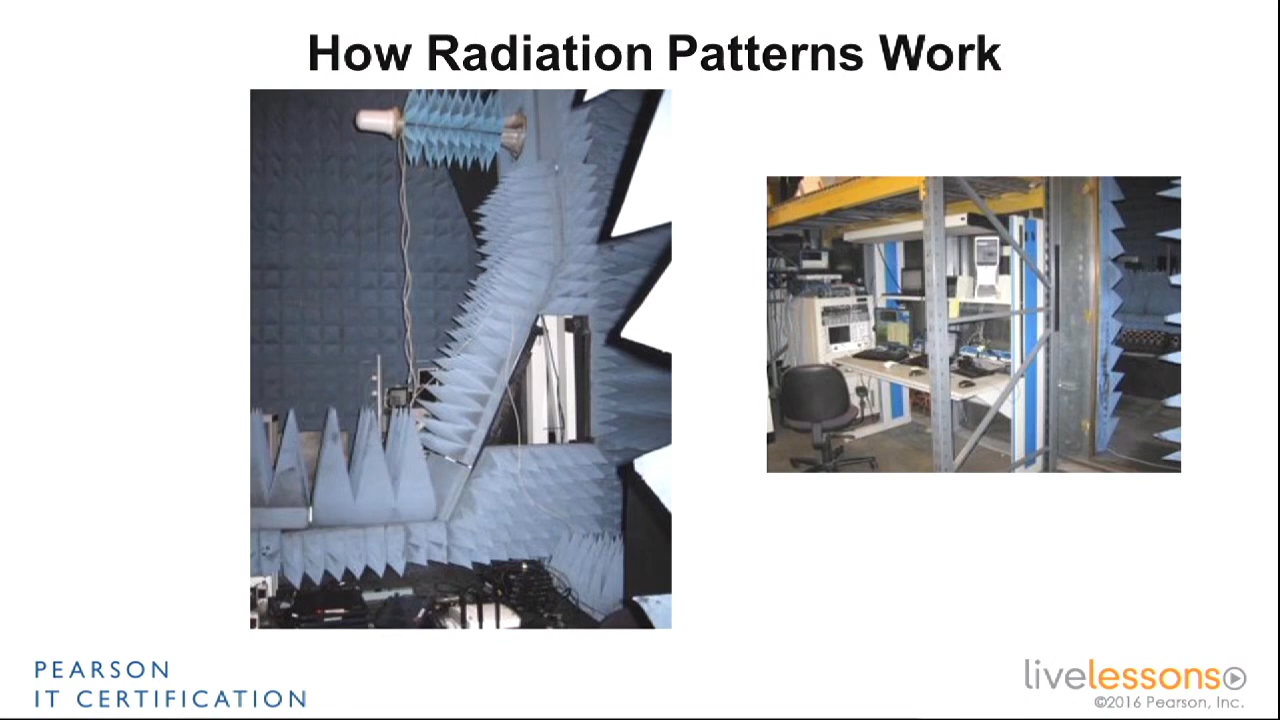 How Radiation Patterns Work
PEARSON
IT CERTIFICATION
livelessons
©2016 Pearson, Inc.